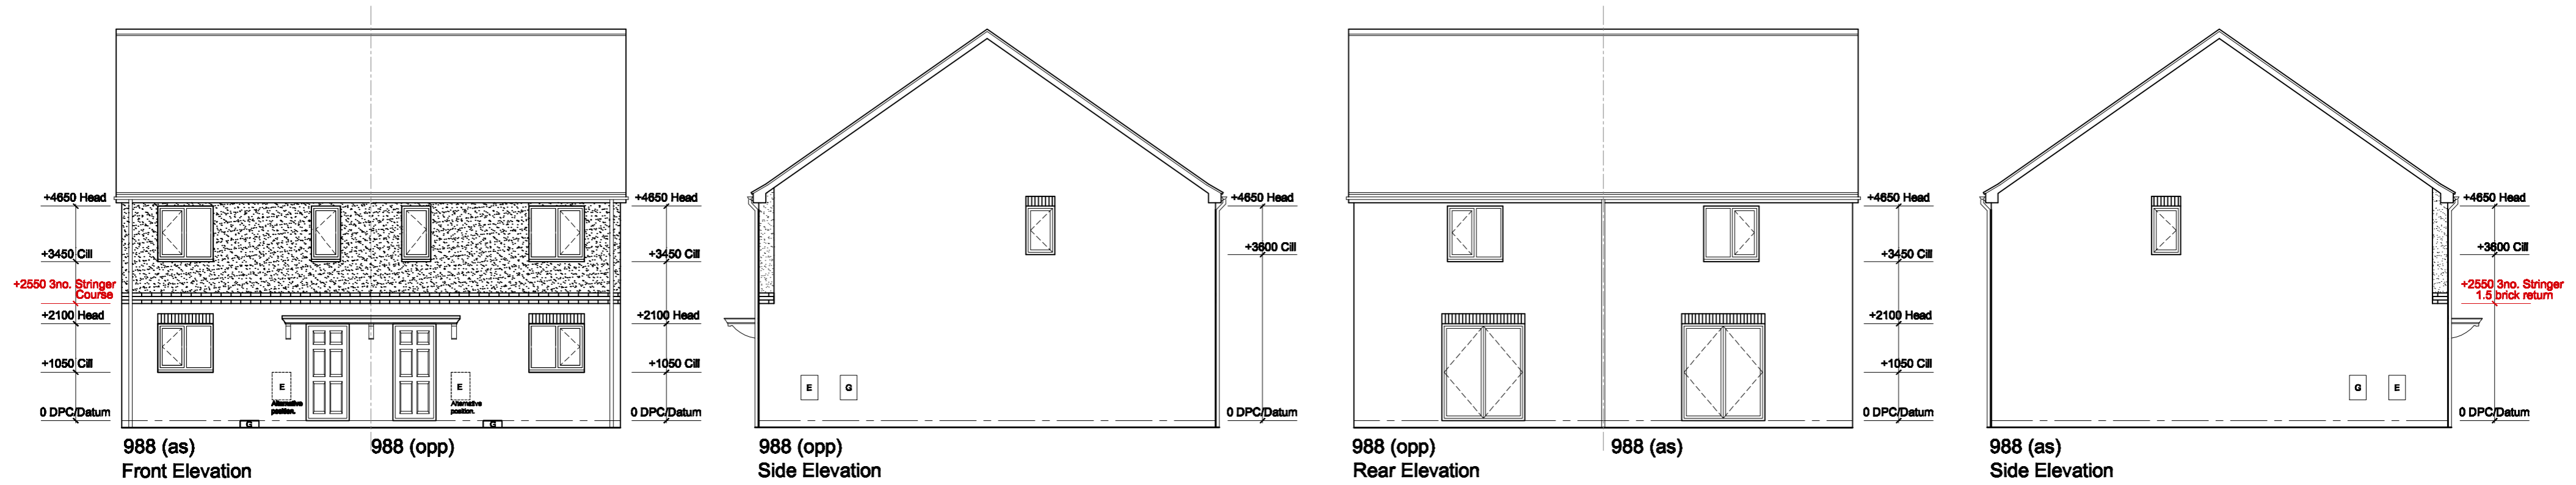 +4650 Head
+3450 Cill
+2550 3no. Stringer
Course
+2100 Head
+1050 Cill
0 DPC/Datum
E
Alternative
position.
G
E
Alternative
position.
G
+4650 Head
+3450 Cill
+2100 Head
+1050 Cill
0 DPC/Datum
988 (as)
988 (opp)
Front Elevation
E
G
+4650 Head
+3600 Cill
0 DPC/Datum
988 (opp)
Side Elevation
+4650 Head
+3450 Cill
+2100 Head
+1050 Cill
0 DPC/Datum
988 (opp)
988 (as)
Rear Elevation
G
E
+4650 Head
+3600 Cill
+2550 3no. Stringer
1.5 brick return
0 DPC/Datum
988 (as)
Side Elevation